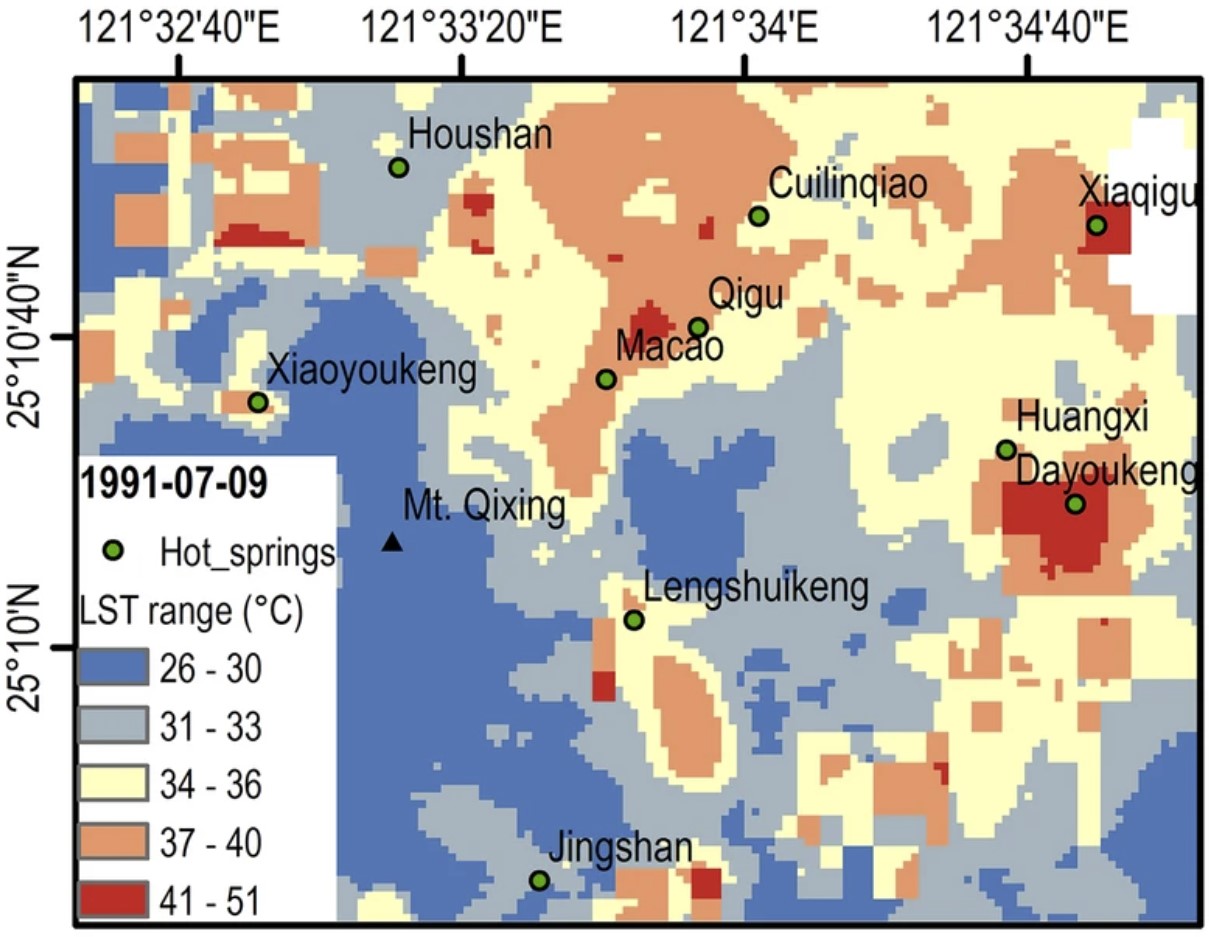 121°32'40"E 121°33'20"E 121°34'E 121°34'40"E
Houshan
Cuilinqiao
Xiaqigu
25°10'40"N
Qigu
Macao
Xiaoyoukeng
Huangxi
Dayoukeng
1991-07-09
Mt. Qixing
Hot_springs
Lengshuikeng
LST range (°C)
25°10'N
26 - 30
31 - 33
34 - 36
37 - 40
Jingshan
41 - 51